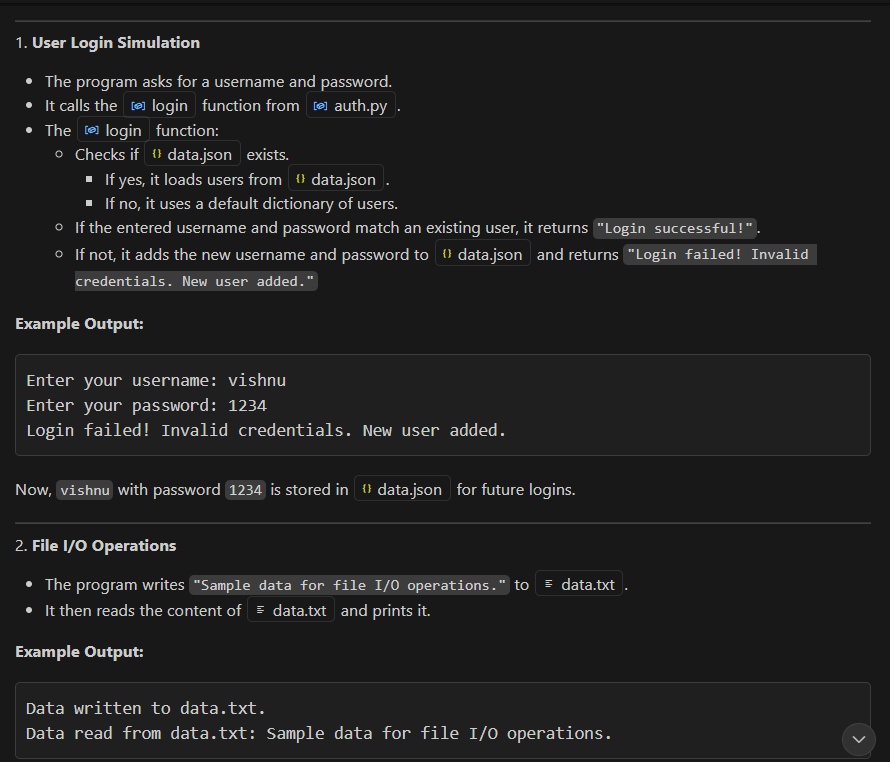 1. User Login Simulation
The program asks for a username and password.
It calls the login function from auth.py .
The login function:
Checks if data.json exists.
If yes, it loads users from data.json .
If no, it uses a default dictionary of users.
If the entered username and password match an existing user, it returns "Login successful!".
If not, it adds the new username and password to data.json and returns "Login failed! Invalid
credentials. New user added."
Example Output:
Enter your username: vishnu
Enter your password: 1234
Login failed! Invalid credentials. New user added.
Now, vishnu with password 1234 is stored in data.json for future logins.
2. File I/O Operations
The program writes "Sample data for file I/O operations." to data.txt .
It then reads the content of data.txt and prints it.
Example Output:
Data written to data.txt.
Data read from data.txt: Sample data for file I/O operations.